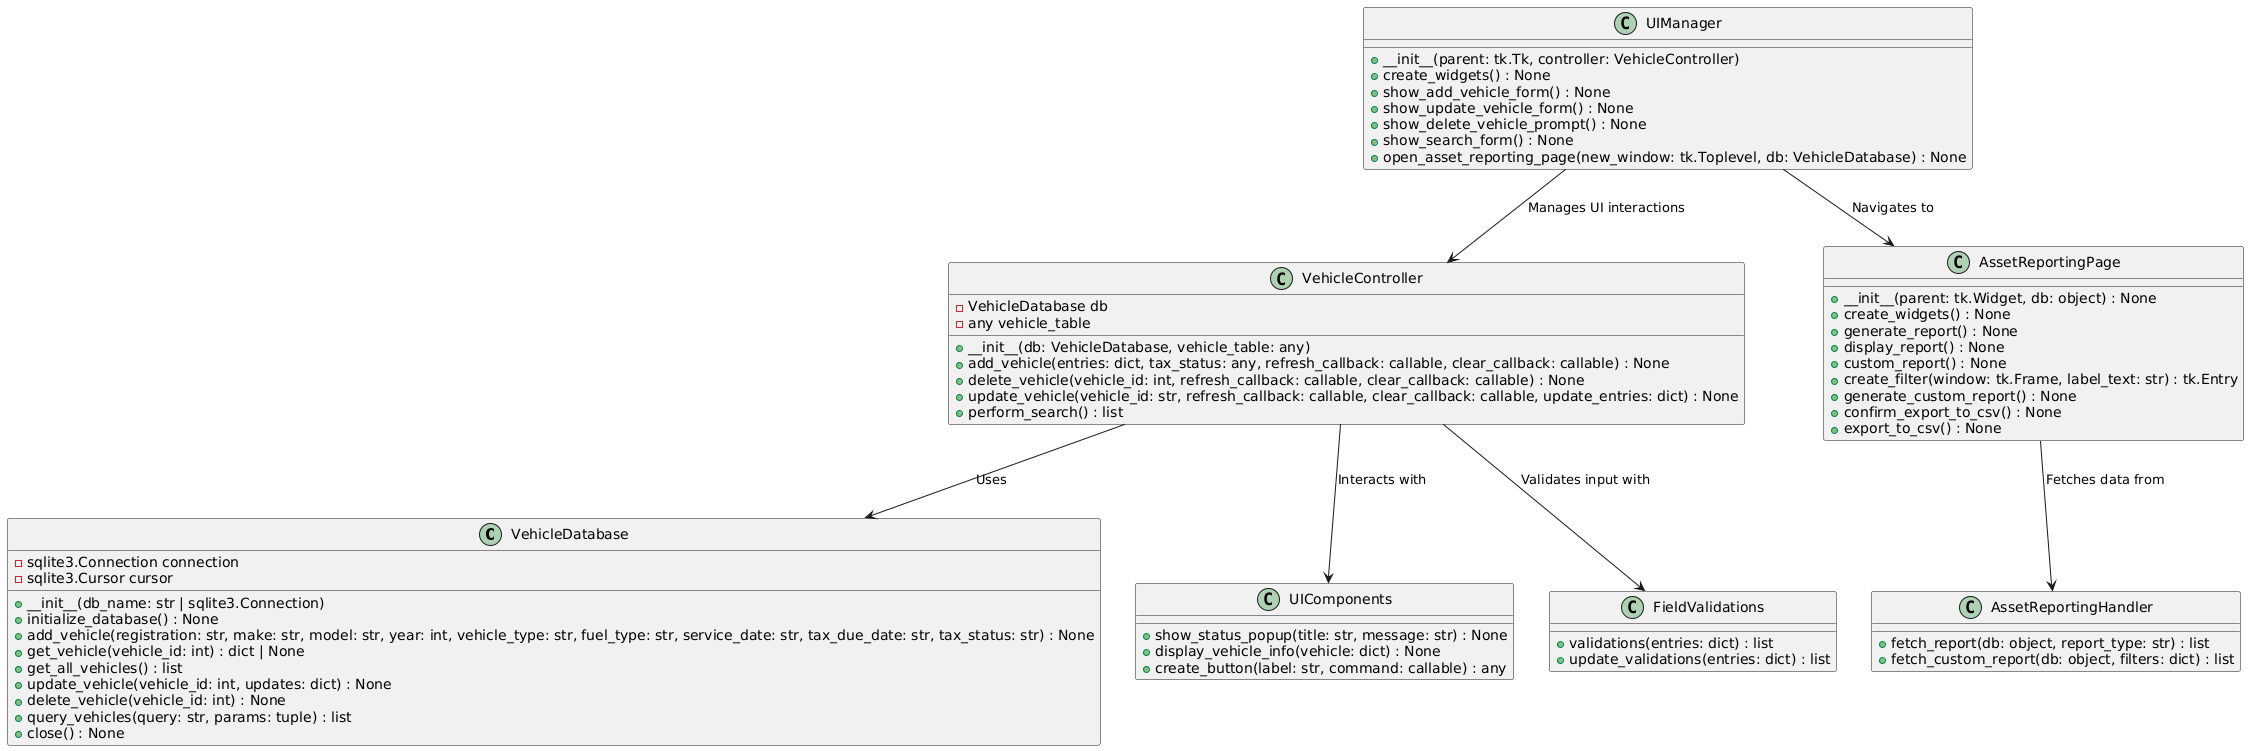 C UIManager
__init__(parent: tk.Tk, controller: VehicleController)
create_widgets() : None
show_add_vehicle_form() : None
show_update_vehicle_form() : None
show_delete_vehicle_prompt() : None
show_search_form() : None
open_asset_reporting_page(new_window: tk.Toplevel, db: VehicleDatabase) : None
Manages UI interactions
Navigates to
C VehicleController
VehicleDatabase db
any vehicle_table
__init__(db: VehicleDatabase, vehicle_table: any)
add_vehicle(entries: dict, tax_status: any, refresh_callback: callable, clear_callback: callable) : None
delete_vehicle(vehicle_id: int, refresh_callback: callable, clear_callback: callable) : None
update_vehicle(vehicle_id: str, refresh_callback: callable, clear_callback: callable, update_entries: dict) : None
perform_search() : list
C AssetReportingPage
__init__(parent: tk.Widget, db: object) : None
create_widgets() : None
generate_report() : None
display_report() : None
custom_report() : None
create_filter(window: tk.Frame, label_text: str) : tk.Entry
generate_custom_report() : None
confirm_export_to_csv() : None
export_to_csv() : None
Uses
Interacts with
Validates input with
Fetches data from
C VehicleDatabase
sqlite3.Connection connection
sqlite3.Cursor cursor
__init__(db_name: str | sqlite3.Connection)
initialize_database() : None
add_vehicle(registration: str, make: str, model: str, year: int, vehicle_type: str, fuel_type: str, service_date: str, tax_due_date: str, tax_status: str) : None
get_vehicle(vehicle_id: int) : dict | None
get_all_vehicles() : list
update_vehicle(vehicle_id: int, updates: dict) : None
delete_vehicle(vehicle_id: int) : None
query_vehicles(query: str, params: tuple) : list
close() : None
C UIComponents
show_status_popup(title: str, message: str) : None
display_vehicle_info(vehicle: dict) : None
create_button(label: str, command: callable) : any
C FieldValidations
validations(entries: dict) : list
update_validations(entries: dict) : list
C AssetReportingHandler
fetch_report(db: object, report_type: str) : list
fetch_custom_report(db: object, filters: dict) : list